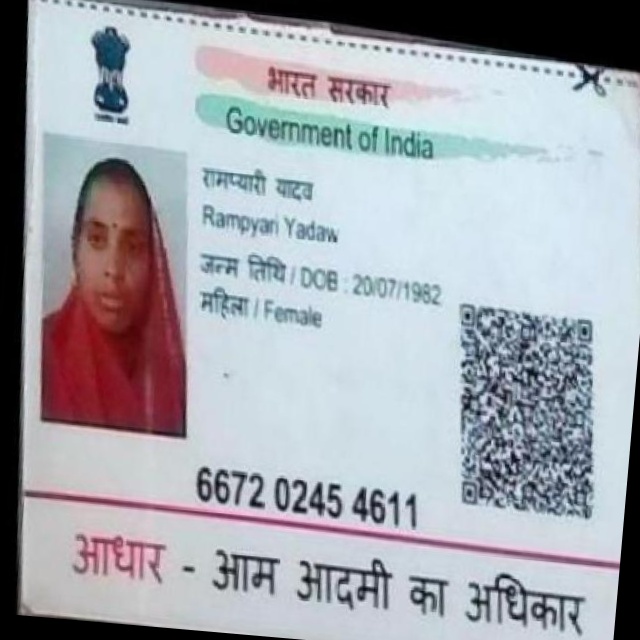 भारत सरकार
Government of India
रामप्यारी यादव
Rampyari Yadaw
जन्म तिथि / DOB : 20/07/1982
महिला / Female
6672 0245 4611
आधार - आम आदमी का अधिकार